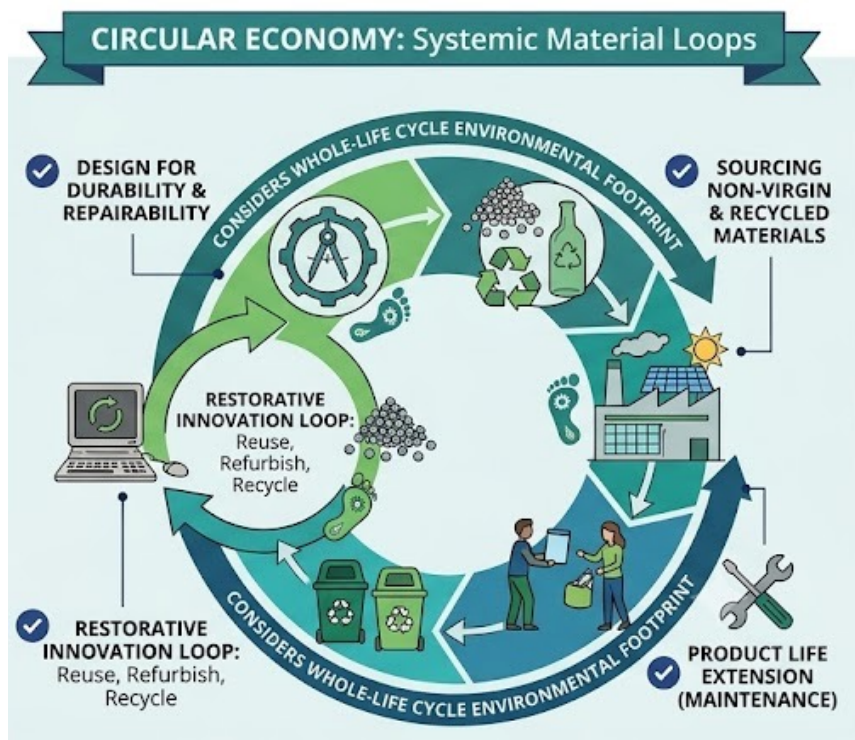 CIRCULAR ECONOMY: Systemic Material Loops
CONSIDERS WHOLE-LIFE CYCLE ENVIRONMENTAL FOOTPRINT
DESIGN FOR
DURABILITY &
REPAIRABILITY
SOURCING
NON-VIRGIN
& RECYCLED
MATERIALS
RESTORATIVE
INNOVATION LOOP:
Reuse,
Refurbish,
Recycle
RESTORATIVE
INNOVATION LOOP:
Reuse, Refurbish,
Recycle
CONSIDERS WHOLE-LIFE CYCLE ENVIRONMENTAL FOOTPRINT
PRODUCT LIFE
EXTENSION
(MAINTENANCE)